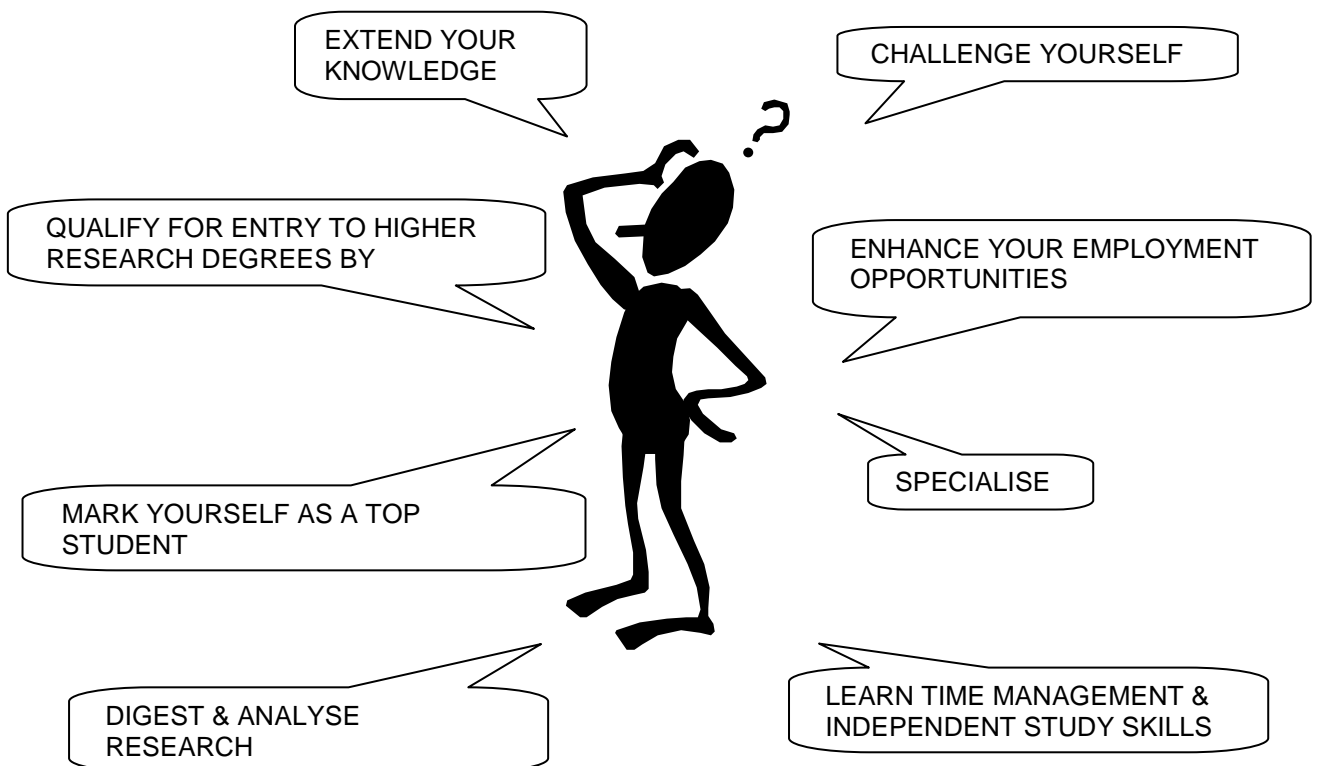 EXTEND YOUR
KNOWLEDGE
CHALLENGE YOURSELF
?
QUALIFY FOR ENTRY TO HIGHER
RESEARCH DEGREES BY
ENHANCE YOUR EMPLOYMENT
OPPORTUNITIES
MARK YOURSELF AS A TOP
STUDENT
SPECIALISE
DIGEST & ANALYSE
RESEARCH
LEARN TIME MANAGEMENT &
INDEPENDENT STUDY SKILLS